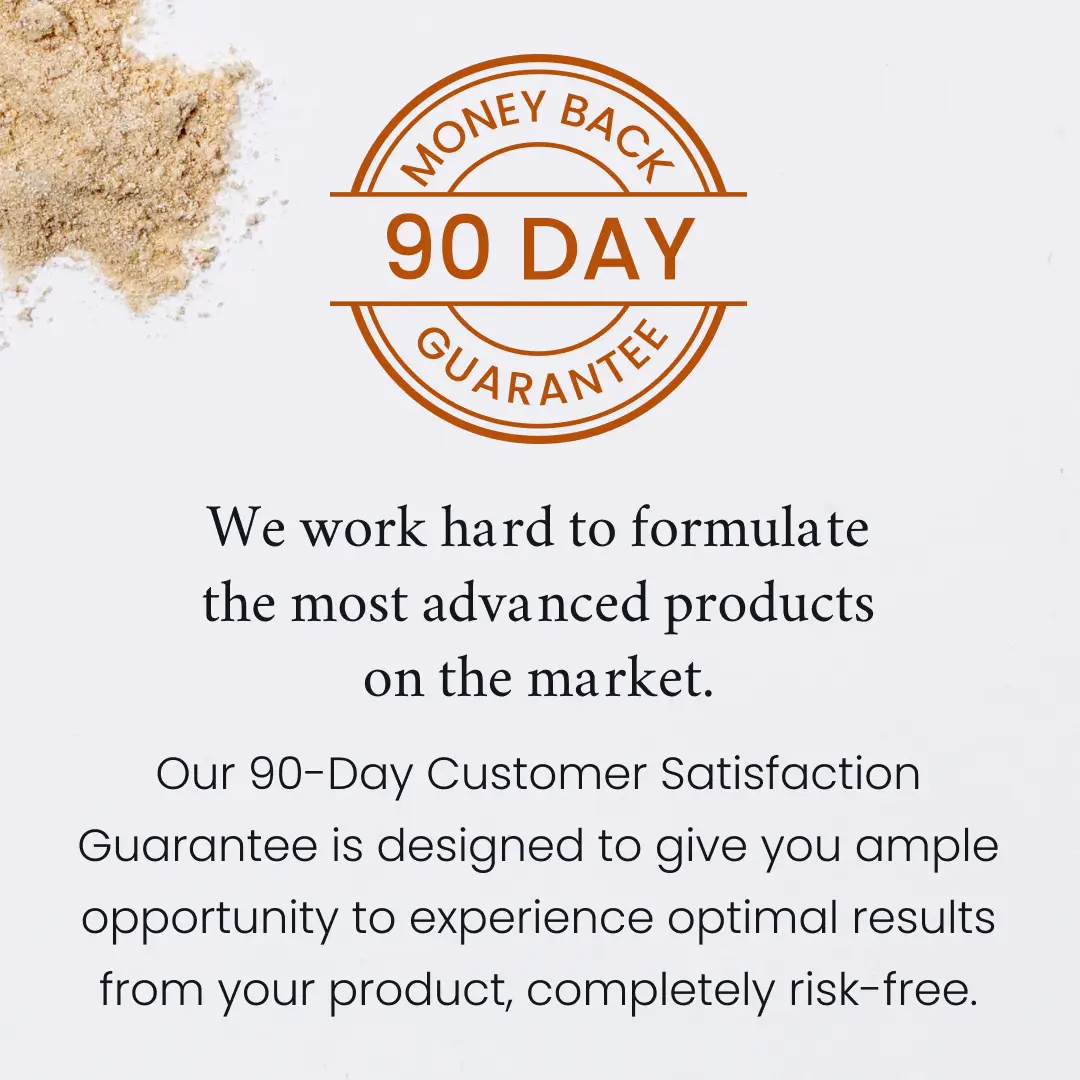 MONEY BACK
90 DAY
GUARANTEE
We work hard to formulate
the most advanced products
on the market.
Our 90-Day Customer Satisfaction
Guarantee is designed to give you ample
opportunity to experience optimal results
from your product, completely risk-free.